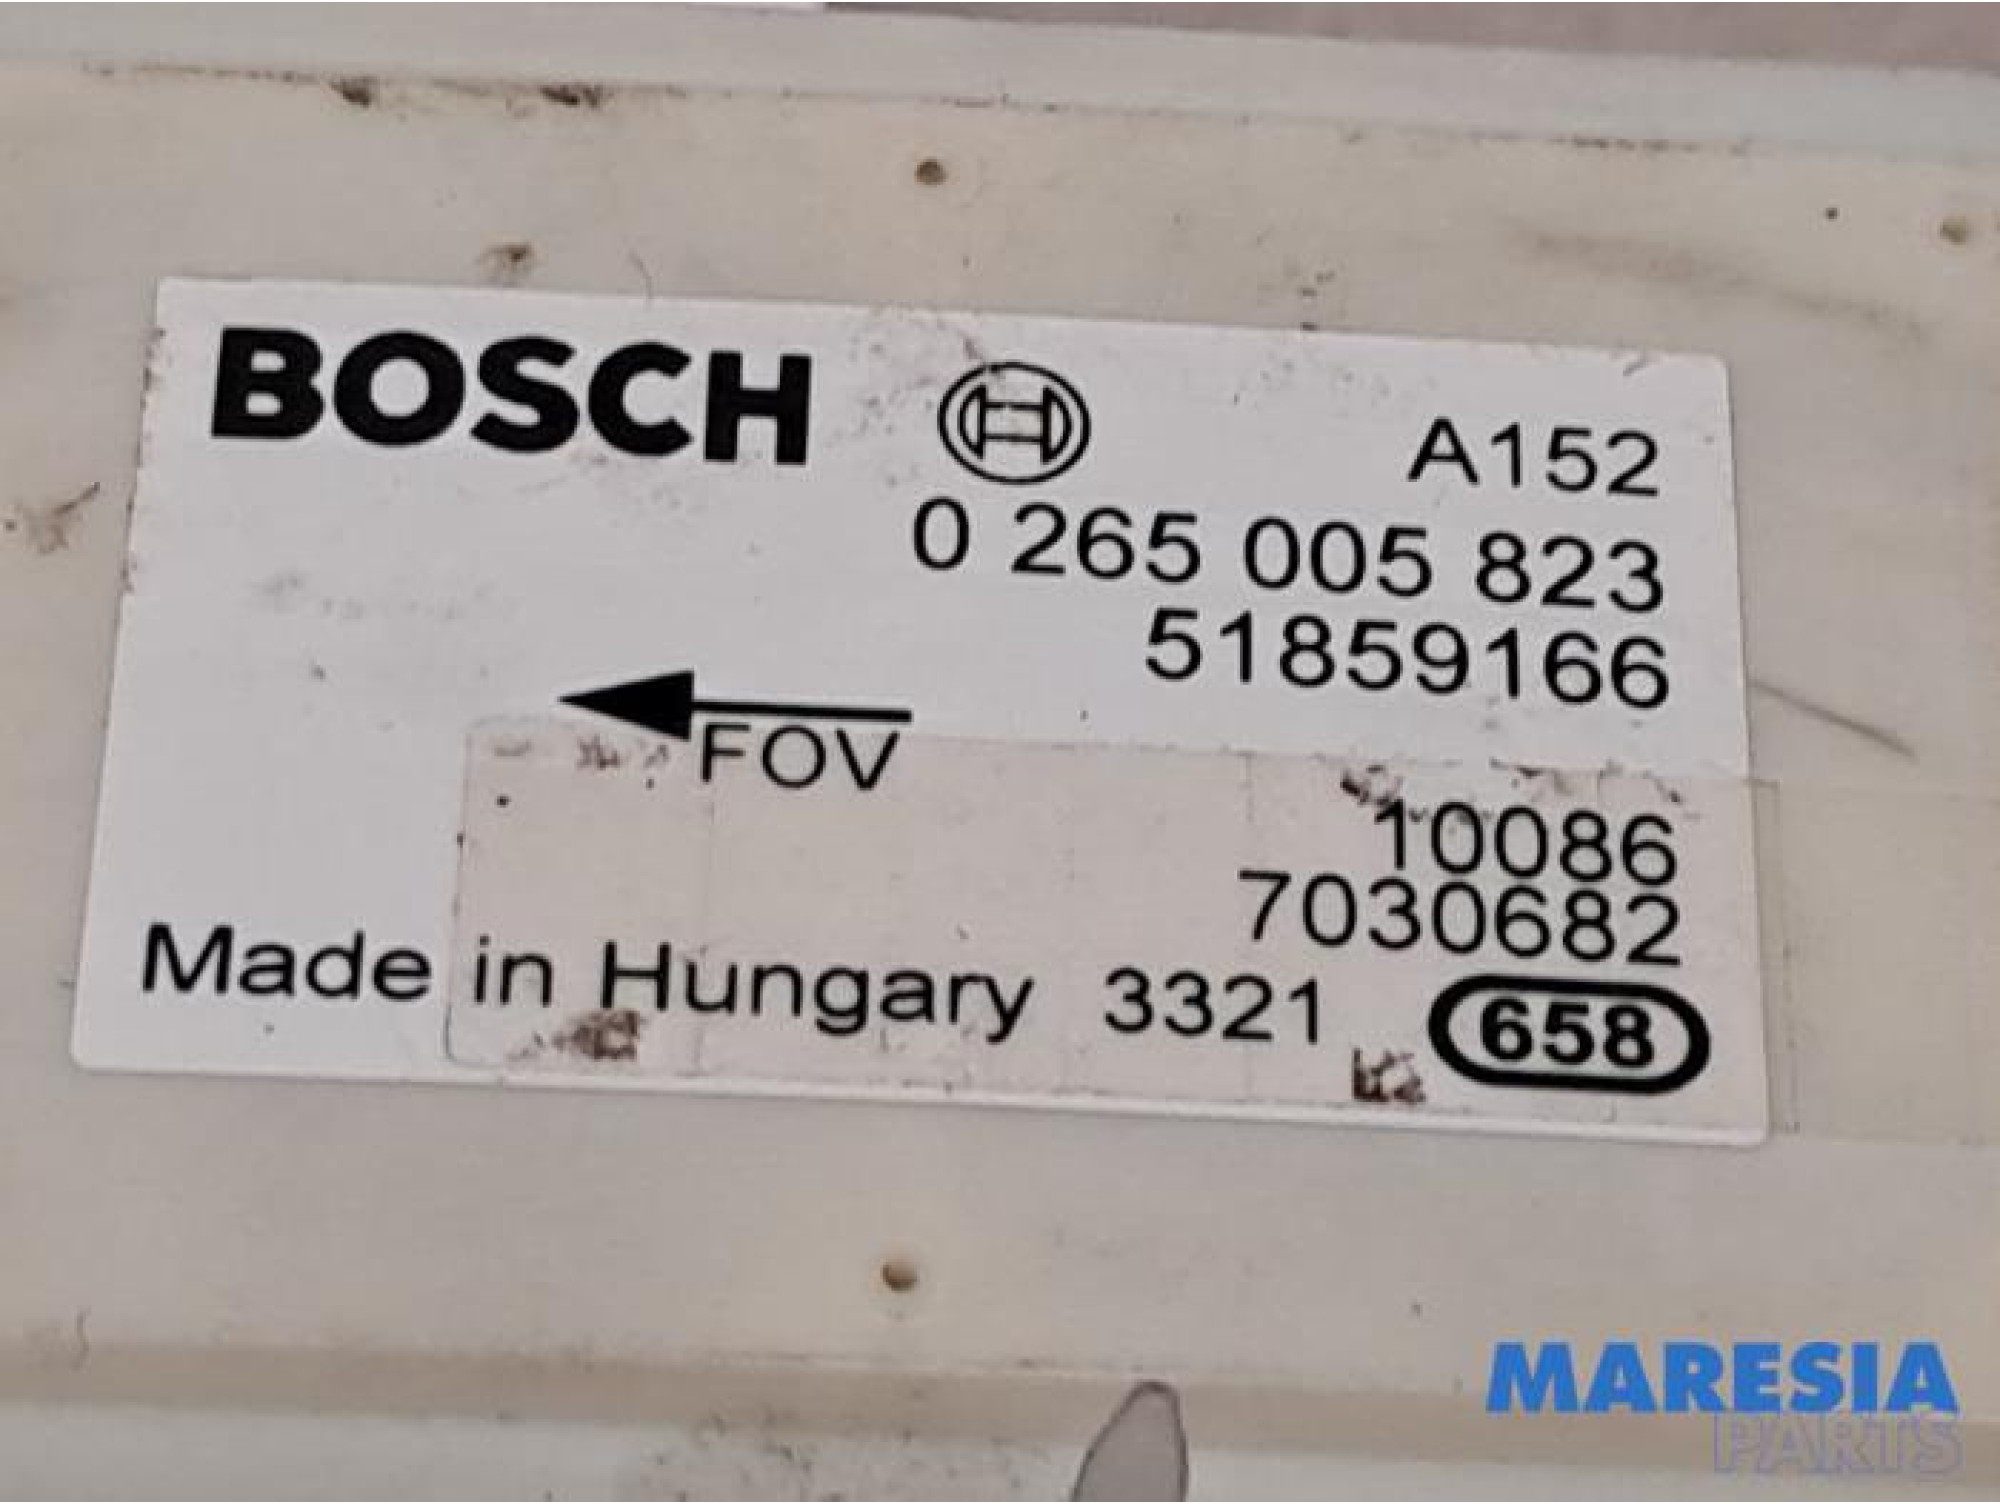 BOSCH A152
0 265 005 823
51859166
FOV
10086
7030682
Made in Hungary 3321 658
MARESIA
PARTS